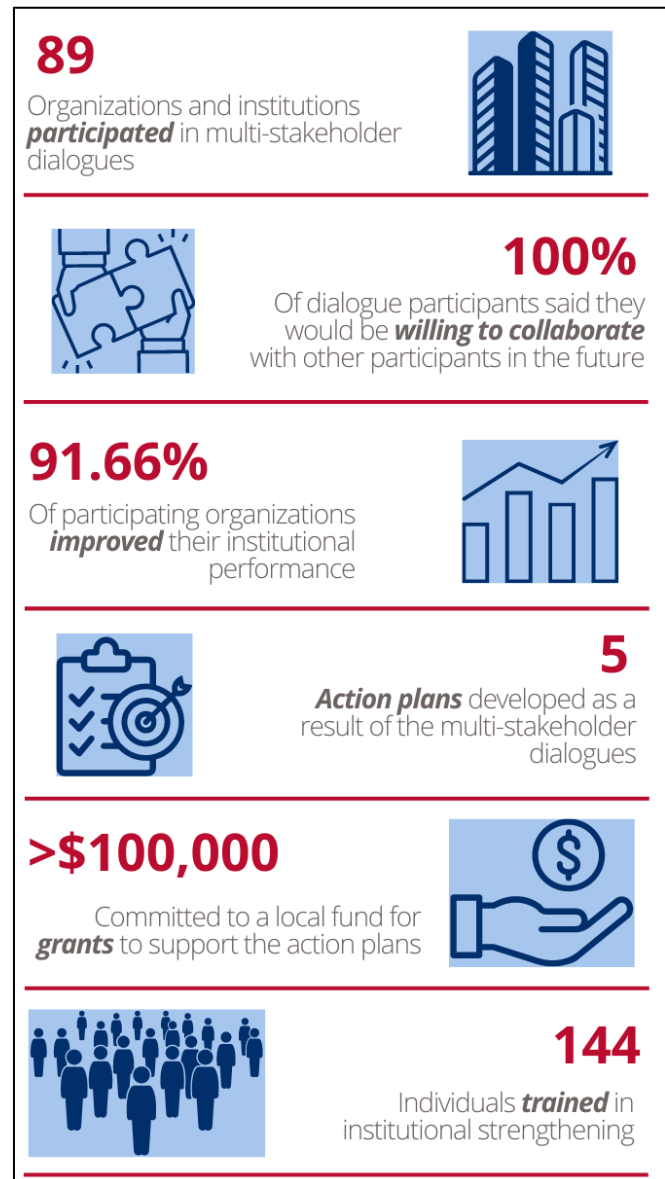 89
Organizations and institutions
participated in multi-stakeholder
dialogues
100%
Of dialogue participants said they
would be willing to collaborate
with other participants in the future
91.66%
Of participating organizations
improved their institutional
performance
5
Action plans developed as a
result of the multi-stakeholder
dialogues
>$100,000
Committed to a local fund for
grants to support the action plans
144
Individuals trained in
institutional strengthening